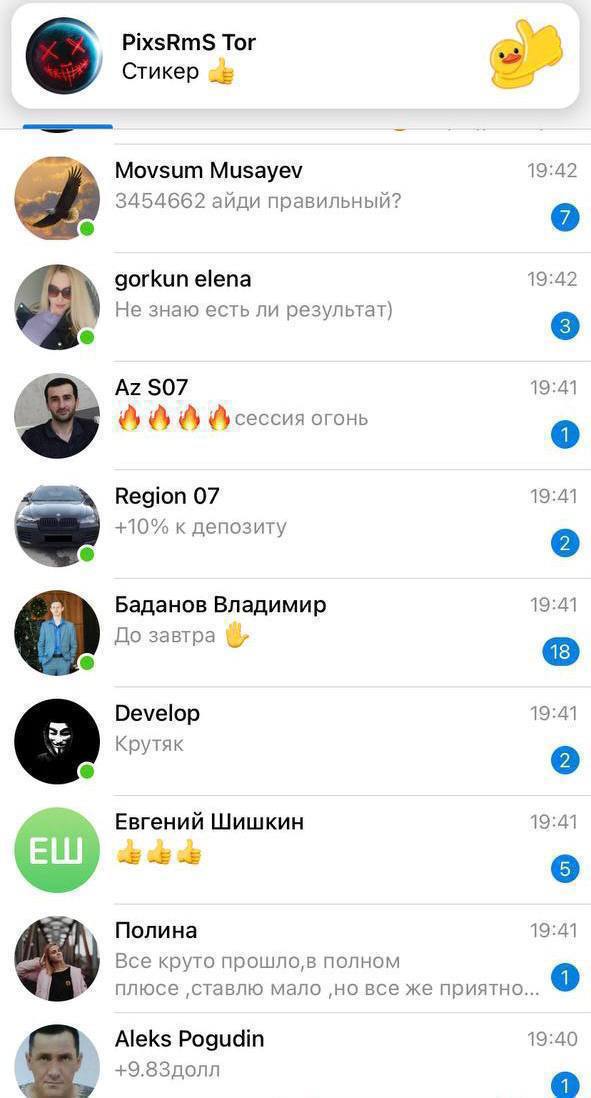 PixsRmS Tor
Стикер 👍
Movsum Musayev
19:42
3454662 айди правильный?
7
gorkun elena
19:42
Не знаю есть ли результат)
3
Az S07
19:41
🔥🔥🔥🔥сессия огонь
1
Region 07
19:41
+10% к депозиту
2
Баданов Владимир
19:41
До завтра 🖐
18
Develop
19:41
Крутяк
2
ЕШ
Евгений Шишкин
19:41
👍👍👍
5
Полина
19:41
Все круто прошло,в полном
плюсе ,ставлю мало ,но все же приятно...
1
Aleks Pogudin
19:40
+9.83долл
1